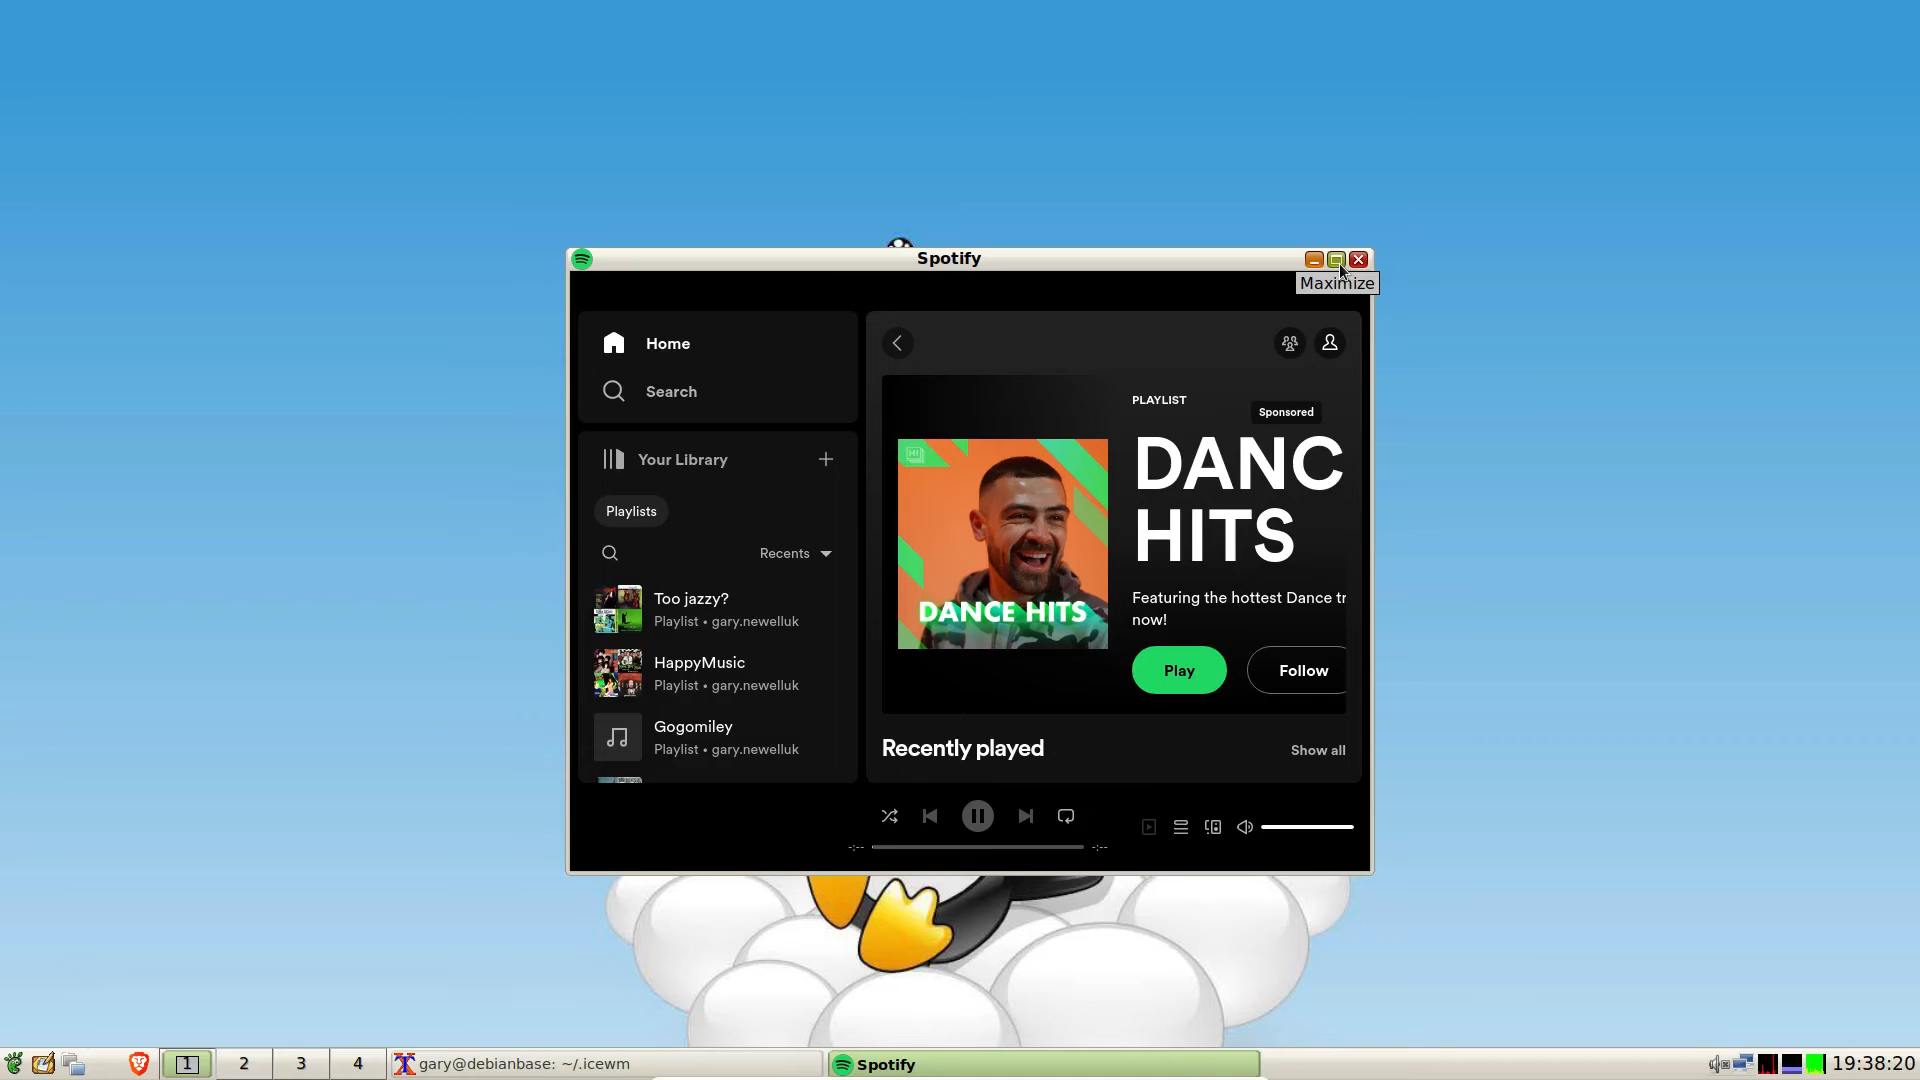 Spotify
Maximize
Home
Search
Your Library
Playlists
Recents
Too jazzy?
Playlist • gary.newelluk
HappyMusic
Playlist • gary.newelluk
Gogomiley
Playlist • gary.newelluk
PLAYLIST
Sponsored
DANC
HITS
DANCE HITS
Featuring the hottest Dance tr
now!
Play
Follow
Recently played
Show all
-:--
-:--
1
2
3
4
gary@debianbase: ~/.icewm
Spotify
19:38:20